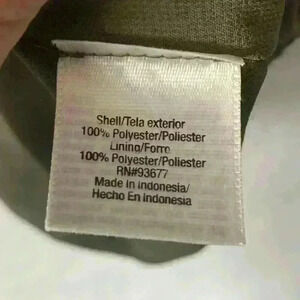 Shell/Tela exterior
100% Polyester/Poliester
Lining/Forro
100% Polyester/Poliester
RN#93677
Made In Indonesia/
Hecho En Indonesia